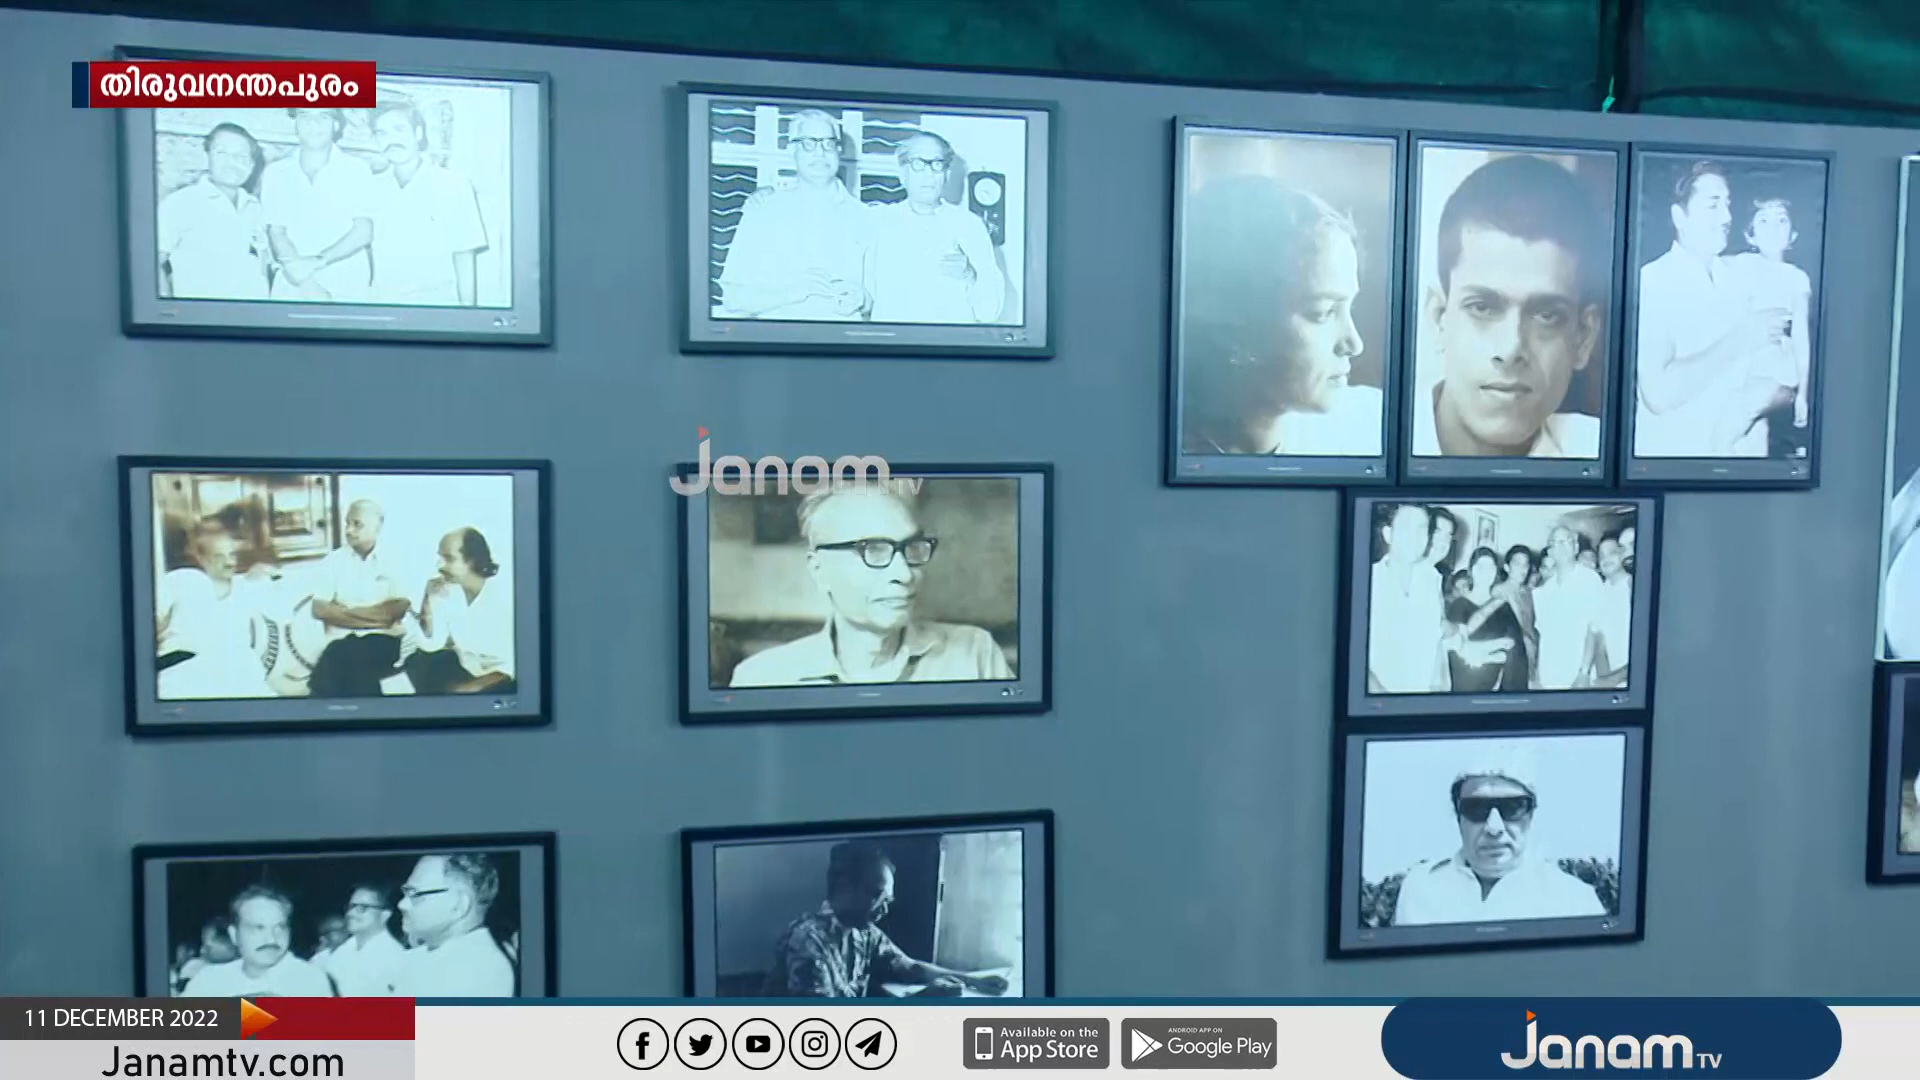 തിരുവനന്തപുരം
Janam TV
11 DECEMBER 2022
Janamtv.com
Available on the
App Store
ANDROID APP ON
Google Play
Janam TV